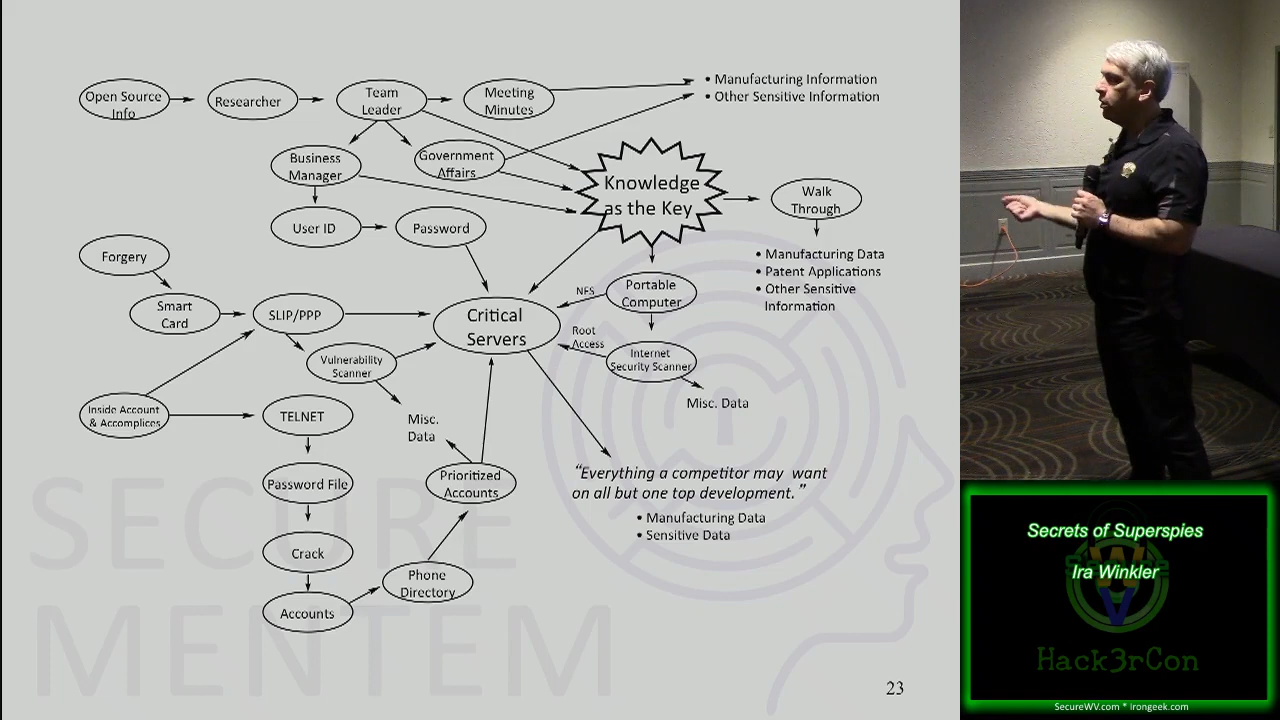 Open Source
Info
Researcher
Team
Leader
Meeting
Minutes
• Manufacturing Information
• Other Sensitive Information
Business
Manager
Government
Affairs
Knowledge
as the Key
Walk
Through
User ID
Password
• Manufacturing Data
• Patent Applications
• Other Sensitive
Information
Forgery
Smart
Card
SLIP/PPP
Critical
Servers
NFS
Portable
Computer
Root
Access
Internet
Security Scanner
Misc. Data
Vulnerability
Scanner
Inside Account
& Accomplices
TELNET
Misc.
Data
Password File
Prioritized
Accounts
Crack
Phone
Directory
Accounts
“Everything a competitor may want
on all but one top development. ”
• Manufacturing Data
• Sensitive Data
SECURE
MENTEM
23
Secrets of Superspies
Ira Winkler
Hack3rCon
SecureWV.com * irongeek.com